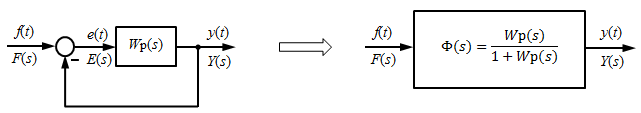 f(t)
F(s)
e(t)
E(s)
–
Wp(s)
y(t)
Y(s)
f(t)
F(s)
Φ(s) = Wp(s) / 1 + Wp(s)
y(t)
Y(s)